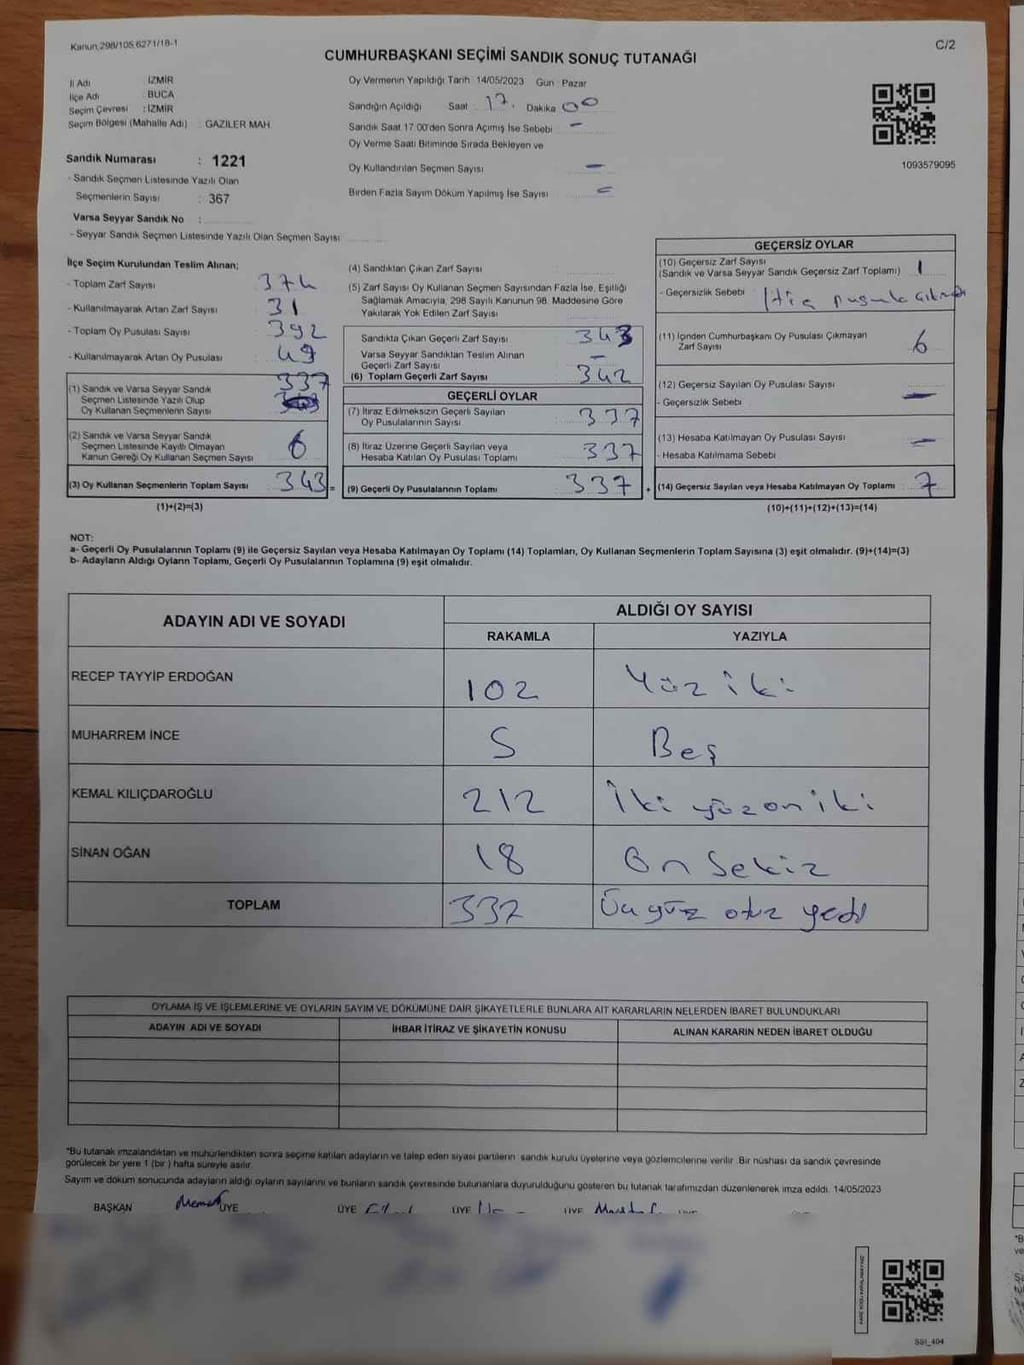 Kanun,298/105,6271/18-1
C/2
CUMHURBAŞKANI SEÇİMİ SANDIK SONUÇ TUTANAĞI
İl Adı : İZMİR
İlçe Adı : BUCA
Seçim Çevresi : İZMİR
Seçim Bölgesi (Mahalle Adı) : GAZİLER MAH.
Sandık Numarası : 1221
- Sandık Seçmen Listesinde Yazılı Olan
Seçmenlerin Sayısı : 367
Varsa Seyyar Sandık No :
- Seyyar Sandık Seçmen Listesinde Yazılı Olan Seçmen Sayısı
Oy Vermenin Yapıldığı Tarih 14/05/2023 Gün Pazar
Sandığın Açıldığı Saat 17. Dakika 00
Sandık Saat 17:00'den Sonra Açımış İse Sebebi -
Oy Verme Saati Bitiminde Sırada Bekleyen ve
Oy Kullandırılan Seçmen Sayısı -
Birden Fazla Sayım Döküm Yapılmış İse Sayısı -
1093579095
İlçe Seçim Kurulundan Teslim Alınan:
- Toplam Zarf Sayısı 374
- Kullanılmayarak Artan Zarf Sayısı 31
- Toplam Oy Pusulası Sayısı 392
- Kullanılmayarak Artan Oy Pusulası 49
(1) Sandık ve Varsa Seyyar Sandık 337
Seçmen Listesinde Yazılı Olup
Oy Kullanan Seçmenlerin Sayısı
(2) Sandık ve Varsa Seyyar Sandık
Seçmen Listesinde Kayıtlı Olmayan 6
Kanun Gereği Oy Kullanan Seçmen Sayısı
(3) Oy Kullanan Seçmenlerin Toplam Sayısı 343
(1)+(2)=(3)
(4) Sandıktan Çıkan Zarf Sayısı
(5) Zarf Sayısı Oy Kullanan Seçmen Sayısından Fazla İse, Eşitliği
Sağlamak Amacıyla, 298 Sayılı Kanunun 98. Maddesine Göre
Yakılarak Yok Edilen Zarf Sayısı
Sandıkta Çıkan Geçerli Zarf Sayısı 343
Varsa Seyyar Sandıktan Teslim Alınan -
Geçerli Zarf Sayısı
(6) Toplam Geçerli Zarf Sayısı 342
GEÇERLİ OYLAR
(7) İtiraz Edilmeksizin Geçerli Sayılan
Oy Pusulalarının Sayısı 337
(8) İtiraz Üzerine Geçerli Sayılan veya
Hesaba Katılan Oy Pusulası Toplamı 337
(9) Geçerli Oy Pusulalarının Toplamı 337
=
+
GEÇERSİZ OYLAR
(10) Geçersiz Zarf Sayısı
(Sandık ve Varsa Seyyar Sandık Geçersiz Zarf Toplamı) 1
- Geçersizlik Sebebi
(11) İçinden Cumhurbaşkanı Oy Pusulası Çıkmayan
Zarf Sayısı 6
(12) Geçersiz Sayılan Oy Pusulası Sayısı
- Geçersizlik Sebebi -
(13) Hesaba Katılmayan Oy Pusulası Sayısı -
- Hesaba Katılmama Sebebi
(14) Geçersiz Sayılan veya Hesaba Katılmayan Oy Toplamı 7
(10)+(11)+(12)+(13)=(14)
NOT:
a- Geçerli Oy Pusulalarının Toplamı (9) ile Geçersiz Sayılan veya Hesaba Katılmayan Oy Toplamı (14) Toplamları, Oy Kullanan Seçmenlerin Toplam Sayısına (3) eşit olmalıdır. (9)+(14)=(3)
b- Adayların Aldığı Oyların Toplamı, Geçerli Oy Pusulalarının Toplamına (9) eşit olmalıdır.
ADAYIN ADI VE SOYADI
ALDIĞI OY SAYISI
RAKAMLA YAZIYLA
RECEP TAYYİP ERDOĞAN 102 Yüz iki
MUHARREM İNCE 5 Beş
KEMAL KILIÇDAROĞLU 212 İki yüz on iki
SİNAN OĞAN 18 On Sekiz
TOPLAM 337 Üç yüz otuz yedi
OYLAMA İŞ VE İŞLEMLERİNE VE OYLARIN SAYIM VE DÖKÜMÜNE DAİR ŞİKAYETLERLE BUNLARA AİT KARARLARIN NELERDEN İBARET BULUNDUKLARI
ADAYIN ADI VE SOYADI İHBAR İTİRAZ VE ŞİKAYETİN KONUSU ALINAN KARARIN NEDEN İBARET OLDUĞU
*Bu tutanak imzalandıktan ve mühürlendikten sonra seçime katılan adayların ve talep eden siyasi partilerin sandık kurulu üyelerine veya gözlemcilerine verilir. Bir nüshası da sandık çevresinde
görülecek bir yere 1 (bir ) hafta süreyle asılır.
Sayım ve döküm sonucunda adayların aldığı oyların sayılarını ve bunların sandık çevresinde bulunanlara duyurulduğunu gösteren bu tutanak tarafımızdan düzenlenerek imza edildi. 14/05/2023
BAŞKAN ÜYE ÜYE ÜYE ÜYE
SSI_404